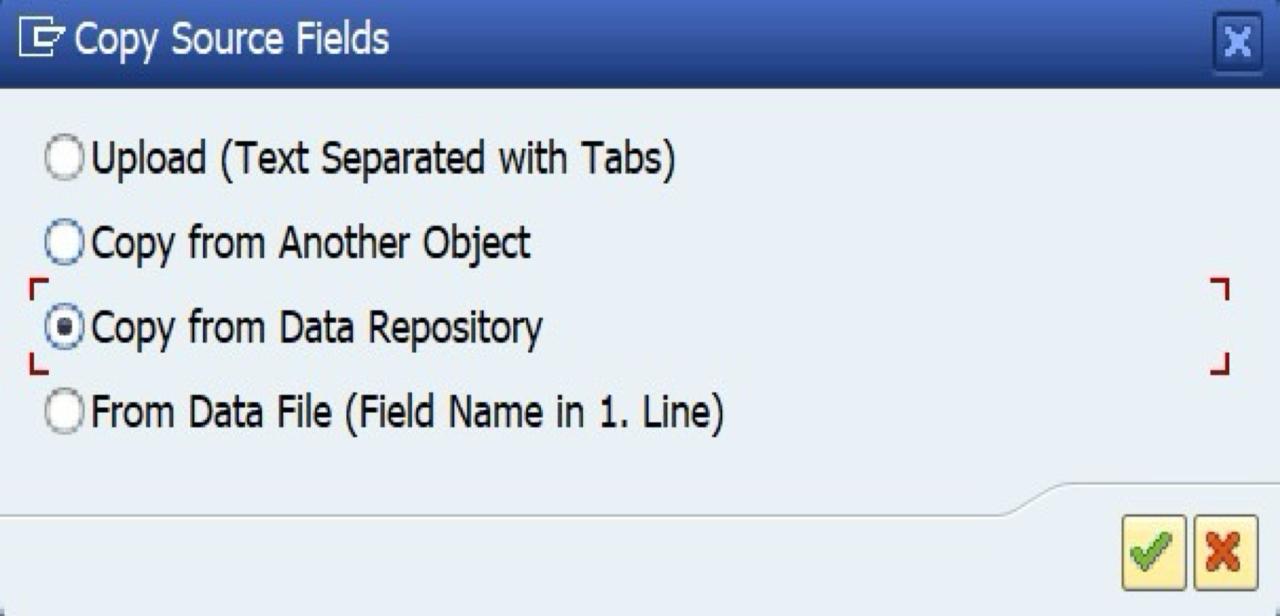 Copy Source Fields
Upload (Text Separated with Tabs)
Copy from Another Object
Copy from Data Repository
From Data File (Field Name in 1. Line)